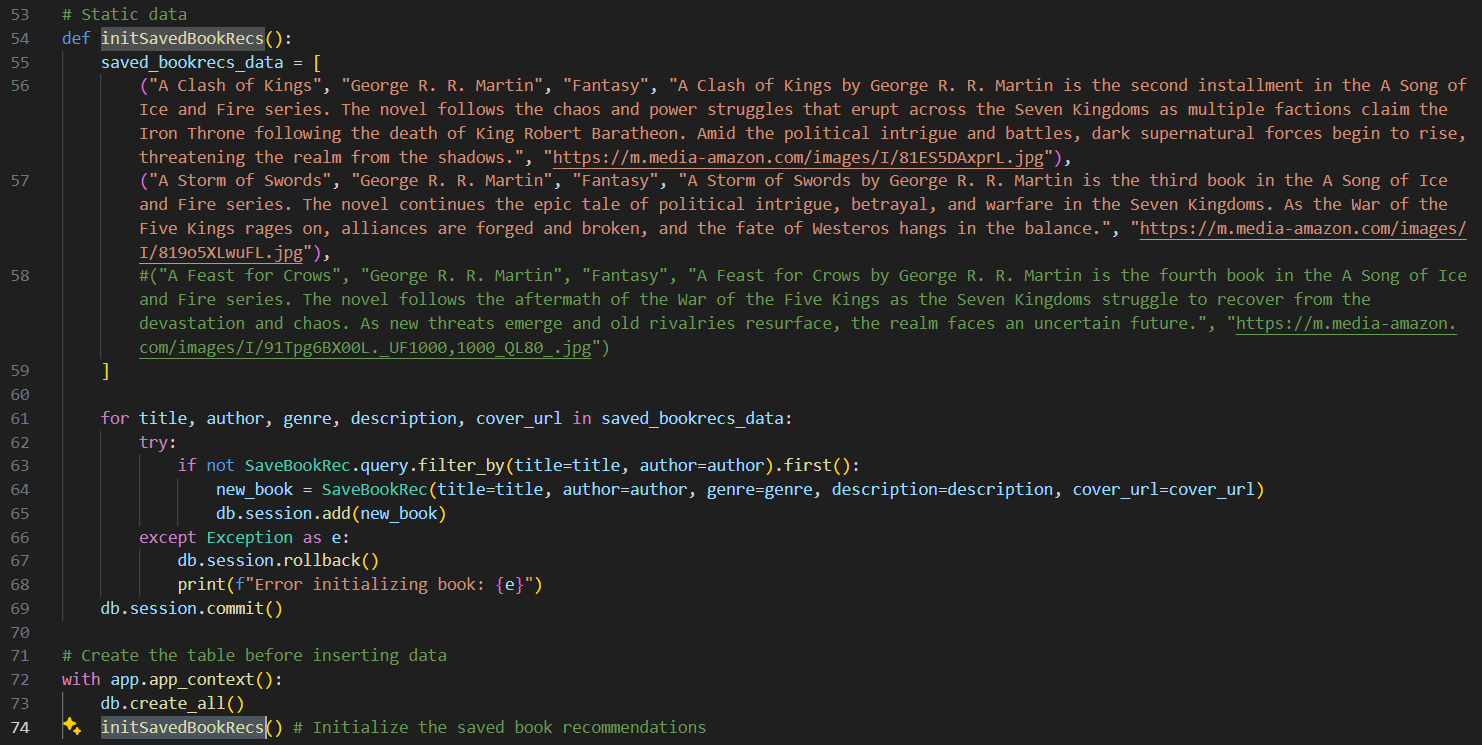 53 # Static data
54 def initSavedBookRecs():
55     saved_bookrecs_data = [
56         ("A Clash of Kings", "George R. R. Martin", "Fantasy", "A Clash of Kings by George R. R. Martin is the second installment in the A Song of
Ice and Fire series. The novel follows the chaos and power struggles that erupt across the Seven Kingdoms as multiple factions claim the
Iron Throne following the death of King Robert Baratheon. Amid the political intrigue and battles, dark supernatural forces begin to rise,
threatening the realm from the shadows.", "https://m.media-amazon.com/images/I/81ES5DAxprL.jpg"),
57         ("A Storm of Swords", "George R. R. Martin", "Fantasy", "A Storm of Swords by George R. R. Martin is the third book in the A Song of Ice
and Fire series. The novel continues the epic tale of political intrigue, betrayal, and warfare in the Seven Kingdoms. As the War of the
Five Kings rages on, alliances are forged and broken, and the fate of Westeros hangs in the balance.", "https://m.media-amazon.com/images/
I/819o5XLwuFL.jpg"),
58         #("A Feast for Crows", "George R. R. Martin", "Fantasy", "A Feast for Crows by George R. R. Martin is the fourth book in the A Song of Ice
and Fire series. The novel follows the aftermath of the War of the Five Kings as the Seven Kingdoms struggle to recover from the
devastation and chaos. As new threats emerge and old rivalries resurface, the realm faces an uncertain future.", "https://m.media-amazon.
com/images/I/91Tpg6BX00L._UF1000,1000_QL80_.jpg")
59     ]
60
61     for title, author, genre, description, cover_url in saved_bookrecs_data:
62         try:
63             if not SaveBookRec.query.filter_by(title=title, author=author).first():
64                 new_book = SaveBookRec(title=title, author=author, genre=genre, description=description, cover_url=cover_url)
65                 db.session.add(new_book)
66         except Exception as e:
67             db.session.rollback()
68             print(f"Error initializing book: {e}")
69     db.session.commit()
70
71 # Create the table before inserting data
72 with app.app_context():
73     db.create_all()
74     initSavedBookRecs() # Initialize the saved book recommendations